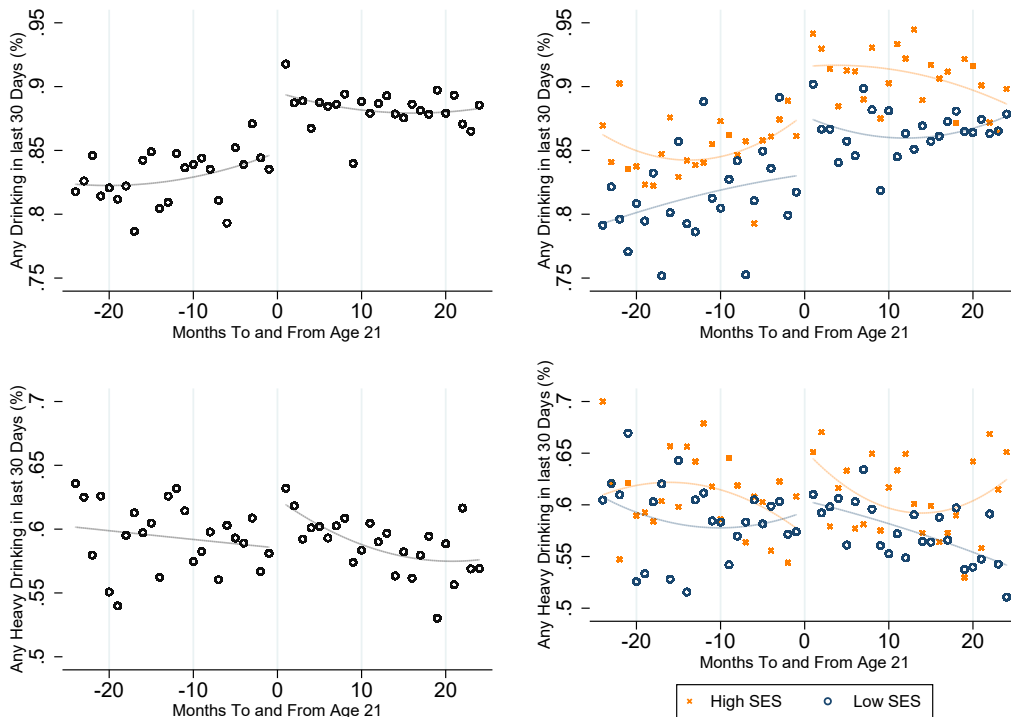 Any Drinking in last 30 Days (%)
.95
.9
.85
.8
.75
-20 -10 0 10 20
Months To and From Age 21
Any Drinking in last 30 Days (%)
.95
.9
.85
.8
.75
-20 -10 0 10 20
Months To and From Age 21
Any Heavy Drinking in last 30 Days (%)
.7
.65
.6
.55
.5
-20 -10 0 10 20
Months To and From Age 21
Any Heavy Drinking in last 30 Days (%)
.7
.65
.6
.55
.5
-20 -10 0 10 20
Months To and From Age 21
High SES Low SES